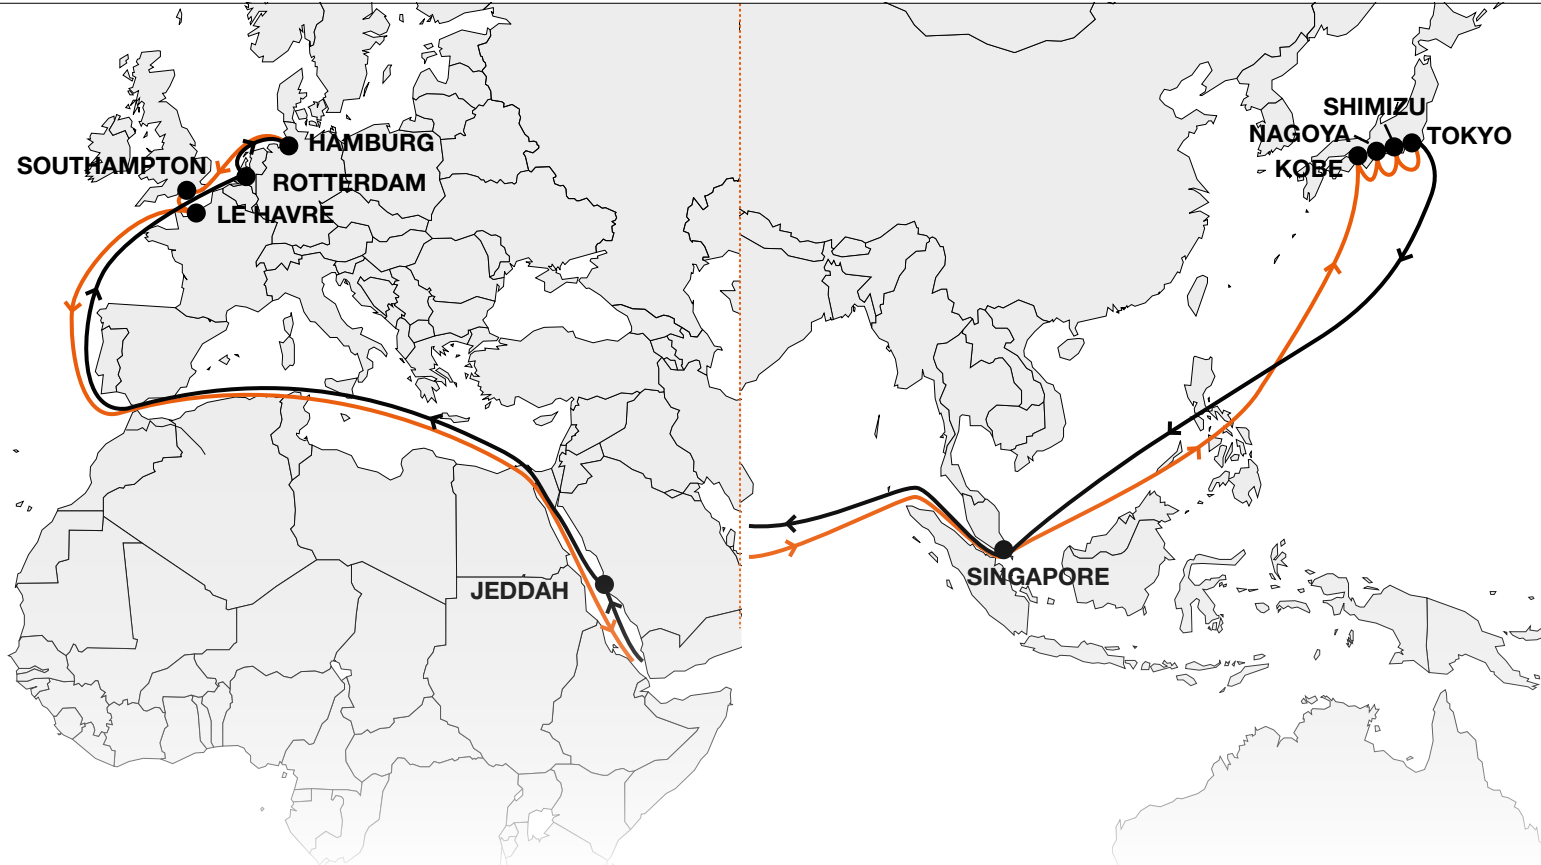 HAMBURG
SOUTHAMPTON
ROTTERDAM
LE HAVRE
JEDDAH
SHIMIZU
NAGOYA
TOKYO
KOBE
SINGAPORE